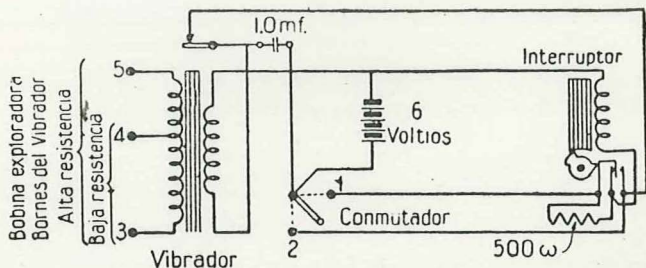 1.0 mf.
Interruptor
5
6
Voltios
4
Bobina exploradora
Bornes del Vibrador
Alta resistencia
Baja resistencia
1
Conmutador
3
2
500 ω
Vibrador